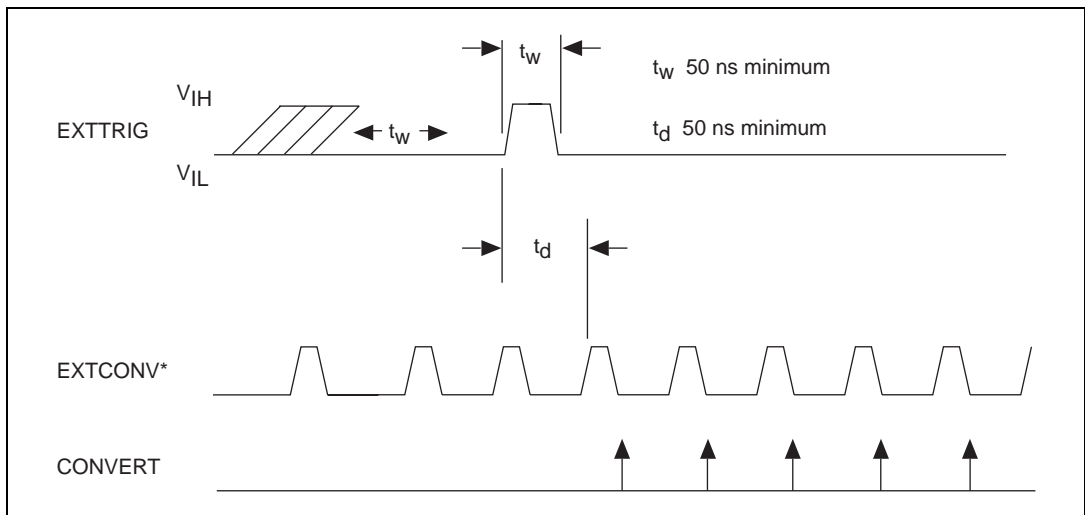 tw
tw 50 ns minimum
VIH
EXTTRIG
tw
td 50 ns minimum
VIL
td
EXTCONV*
CONVERT